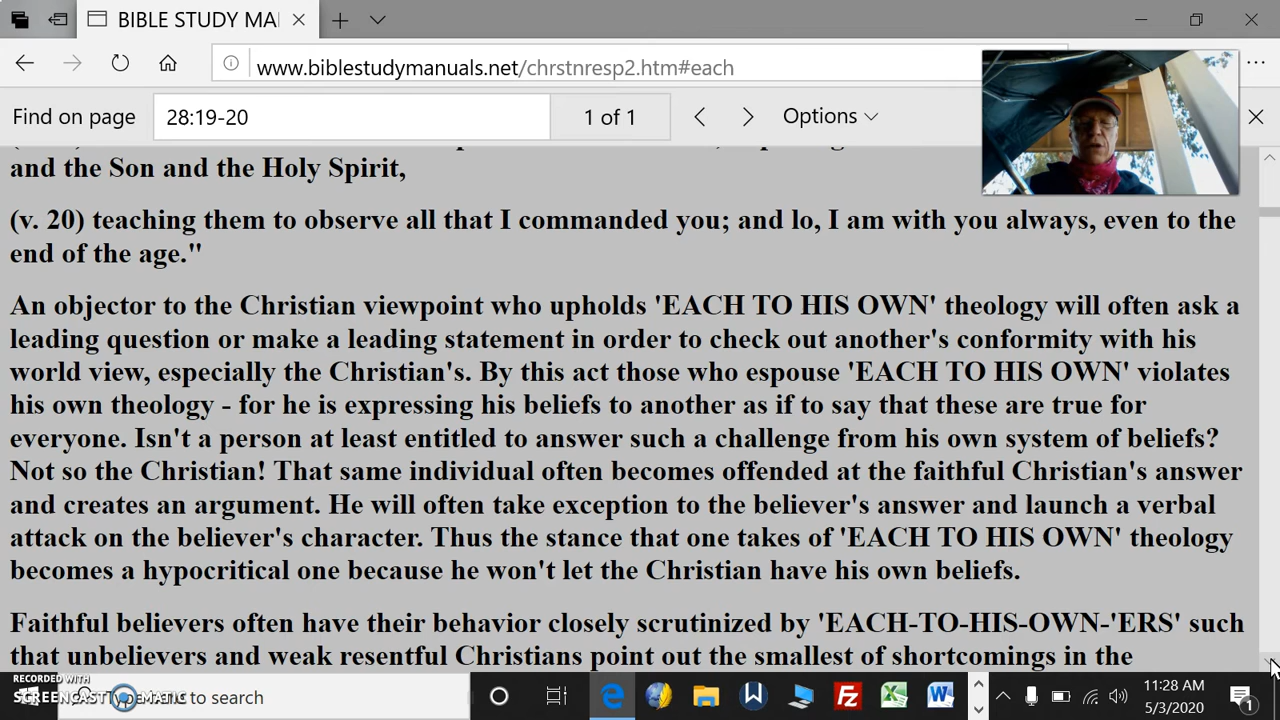 BIBLE STUDY MA
www.biblestudymanuals.net/chrstnresp2.htm#each
Find on page 28:19-20 1 of 1 Options
and the Son and the Holy Spirit,
(v. 20) teaching them to observe all that I commanded you; and lo, I am with you always, even to the
end of the age."
An objector to the Christian viewpoint who upholds 'EACH TO HIS OWN' theology will often ask a
leading question or make a leading statement in order to check out another's conformity with his
world view, especially the Christian's. By this act those who espouse 'EACH TO HIS OWN' violates
his own theology - for he is expressing his beliefs to another as if to say that these are true for
everyone. Isn't a person at least entitled to answer such a challenge from his own system of beliefs?
Not so the Christian! That same individual often becomes offended at the faithful Christian's answer
and creates an argument. He will often take exception to the believer's answer and launch a verbal
attack on the believer's character. Thus the stance that one takes of 'EACH TO HIS OWN' theology
becomes a hypocritical one because he won't let the Christian have his own beliefs.
Faithful believers often have their behavior closely scrutinized by 'EACH-TO-HIS-OWN-'ERS' such
that unbelievers and weak resentful Christians point out the smallest of shortcomings in the
RECORDED WITH
SCREENCAST MATIC
Type here to search
11:28 AM
5/3/2020
1